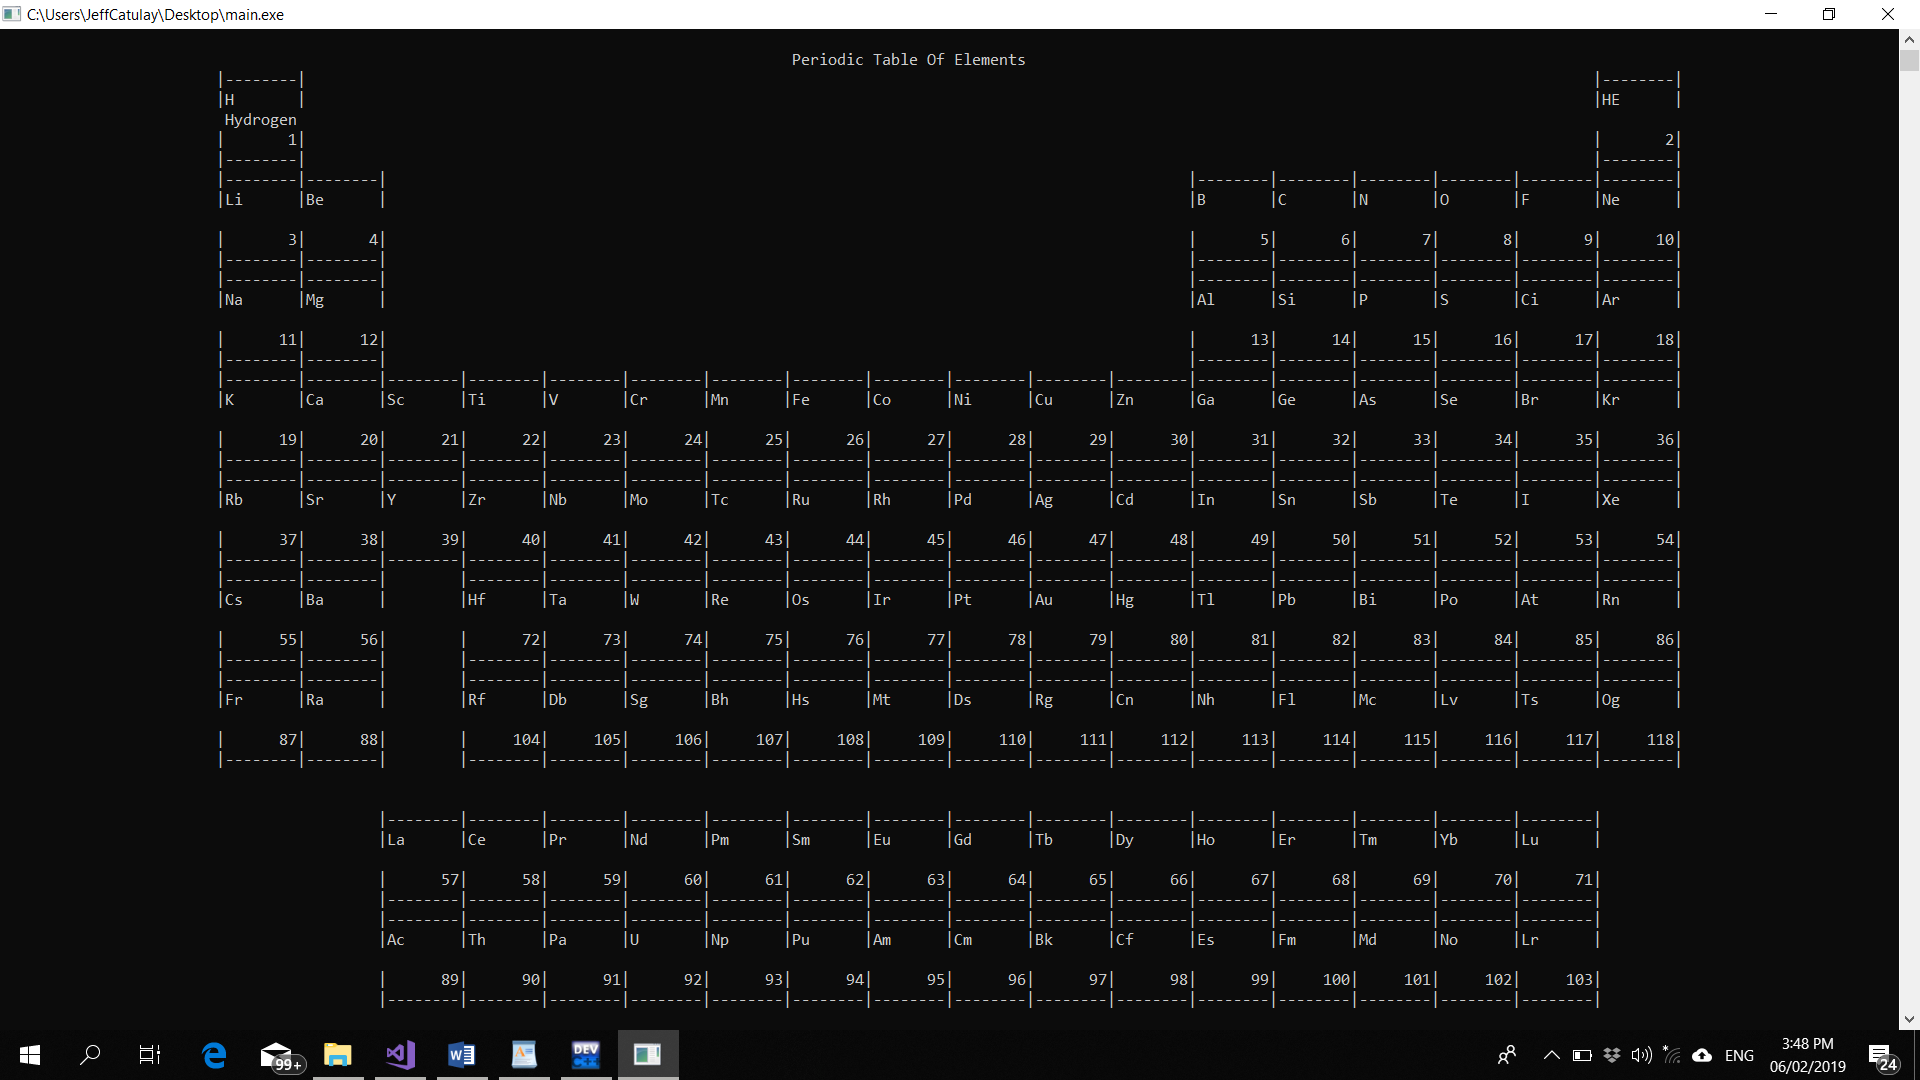 C:\Users\JeffCatulay\Desktop\main.exe
Periodic Table Of Elements
|--------| |--------|
|H | |HE |
Hydrogen
| 1| | 2|
|--------| |--------|
|--------|--------| |--------|--------|--------|--------|--------|--------|
|Li |Be | |B |C |N |O |F |Ne |
| 3| 4| | 5| 6| 7| 8| 9| 10|
|--------|--------| |--------|--------|--------|--------|--------|--------|
|--------|--------| |--------|--------|--------|--------|--------|--------|
|Na |Mg | |Al |Si |P |S |Ci |Ar |
| 11| 12| | 13| 14| 15| 16| 17| 18|
|--------|--------| |--------|--------|--------|--------|--------|--------|
|--------|--------|--------|--------|--------|--------|--------|--------|--------|--------|--------|--------|--------|--------|--------|--------|--------|--------|
|K |Ca |Sc |Ti |V |Cr |Mn |Fe |Co |Ni |Cu |Zn |Ga |Ge |As |Se |Br |Kr |
| 19| 20| 21| 22| 23| 24| 25| 26| 27| 28| 29| 30| 31| 32| 33| 34| 35| 36|
|--------|--------|--------|--------|--------|--------|--------|--------|--------|--------|--------|--------|--------|--------|--------|--------|--------|--------|
|--------|--------|--------|--------|--------|--------|--------|--------|--------|--------|--------|--------|--------|--------|--------|--------|--------|--------|
|Rb |Sr |Y |Zr |Nb |Mo |Tc |Ru |Rh |Pd |Ag |Cd |In |Sn |Sb |Te |I |Xe |
| 37| 38| 39| 40| 41| 42| 43| 44| 45| 46| 47| 48| 49| 50| 51| 52| 53| 54|
|--------|--------|--------|--------|--------|--------|--------|--------|--------|--------|--------|--------|--------|--------|--------|--------|--------|--------|
|--------|--------| |--------|--------|--------|--------|--------|--------|--------|--------|--------|--------|--------|--------|--------|--------|--------|
|Cs |Ba | |Hf |Ta |W |Re |Os |Ir |Pt |Au |Hg |Tl |Pb |Bi |Po |At |Rn |
| 55| 56| | 72| 73| 74| 75| 76| 77| 78| 79| 80| 81| 82| 83| 84| 85| 86|
|--------|--------| |--------|--------|--------|--------|--------|--------|--------|--------|--------|--------|--------|--------|--------|--------|--------|
|--------|--------| |--------|--------|--------|--------|--------|--------|--------|--------|--------|--------|--------|--------|--------|--------|--------|
|Fr |Ra | |Rf |Db |Sg |Bh |Hs |Mt |Ds |Rg |Cn |Nh |Fl |Mc |Lv |Ts |Og |
| 87| 88| | 104| 105| 106| 107| 108| 109| 110| 111| 112| 113| 114| 115| 116| 117| 118|
|--------|--------| |--------|--------|--------|--------|--------|--------|--------|--------|--------|--------|--------|--------|--------|--------|--------|
|--------|--------|--------|--------|--------|--------|--------|--------|--------|--------|--------|--------|--------|--------|--------|
|La |Ce |Pr |Nd |Pm |Sm |Eu |Gd |Tb |Dy |Ho |Er |Tm |Yb |Lu |
| 57| 58| 59| 60| 61| 62| 63| 64| 65| 66| 67| 68| 69| 70| 71|
|--------|--------|--------|--------|--------|--------|--------|--------|--------|--------|--------|--------|--------|--------|--------|
|--------|--------|--------|--------|--------|--------|--------|--------|--------|--------|--------|--------|--------|--------|--------|
|Ac |Th |Pa |U |Np |Pu |Am |Cm |Bk |Cf |Es |Fm |Md |No |Lr |
| 89| 90| 91| 92| 93| 94| 95| 96| 97| 98| 99| 100| 101| 102| 103|
|--------|--------|--------|--------|--------|--------|--------|--------|--------|--------|--------|--------|--------|--------|--------|
99+
DEV C++
ENG
3:48 PM
06/02/2019
24